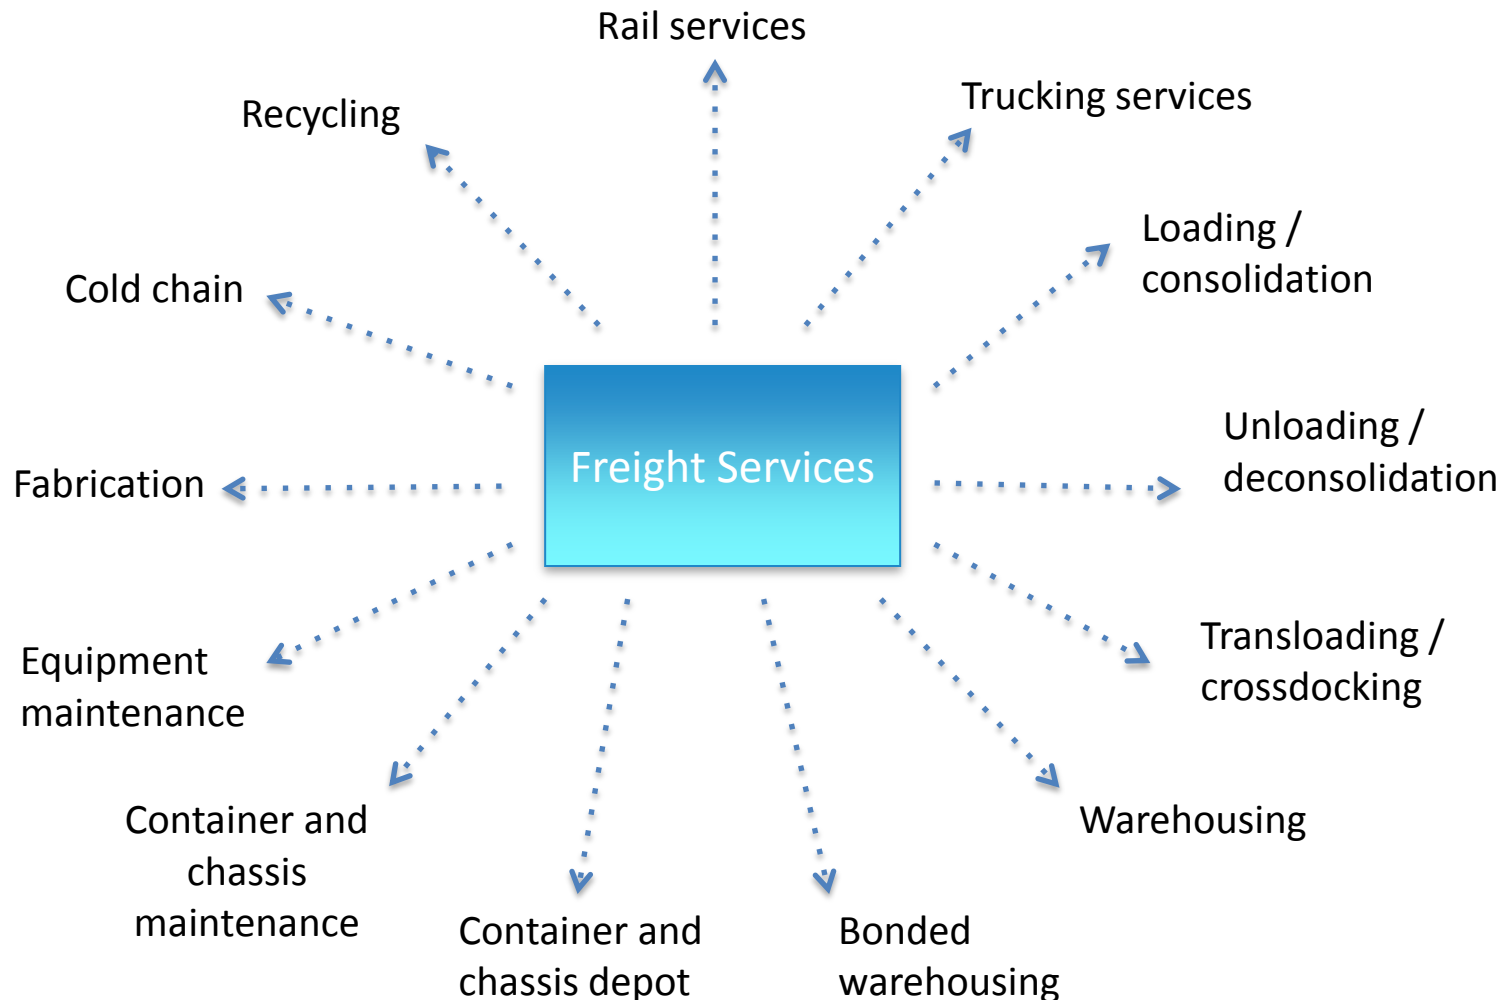 Rail services
Trucking services
Recycling
Loading /
consolidation
Cold chain
Unloading /
deconsolidation
Freight Services
Fabrication
Transloading /
crossdocking
Equipment
maintenance
Warehousing
Container and
chassis
maintenance
Container and
chassis depot
Bonded
warehousing